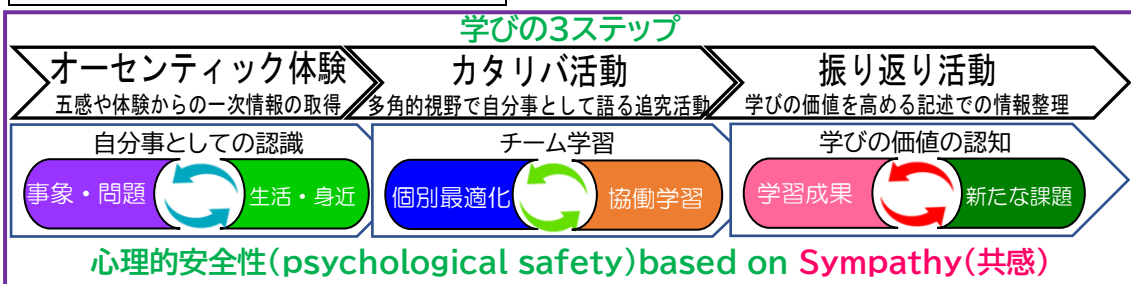 学びの3ステップ
オーセンティック体験
五感や体験からの一次情報の取得
カタリバ活動
多角的視野で自分事として語る追究活動
振り返り活動
学びの価値を高める記述での情報整理
自分事としての認識
事象・問題
生活・身近
チーム学習
個別最適化
協働学習
学びの価値の認知
学習成果
新たな課題
心理的安全性(psychological safety)based on Sympathy(共感)